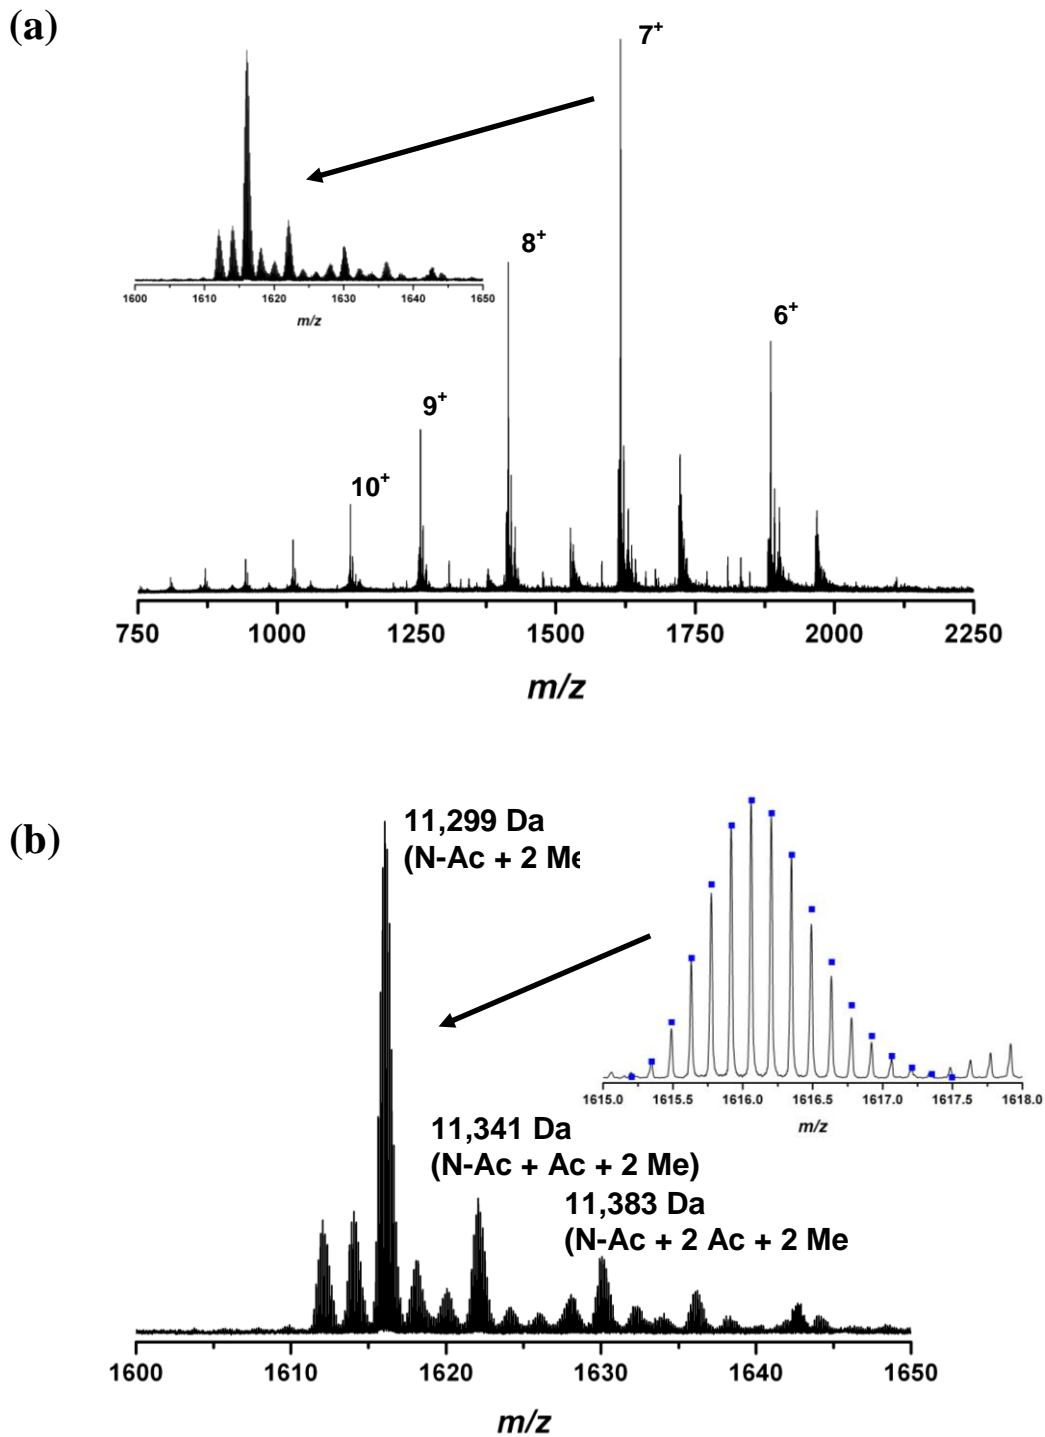 (a)
7+
8+
6+
9+
10+
1600 1610 1620 1630 1640 1650
m/z
750 1000 1250 1500 1750 2000 2250
m/z
(b)
11,299 Da
(N-Ac + 2 Me
11,341 Da
(N-Ac + Ac + 2 Me)
11,383 Da
(N-Ac + 2 Ac + 2 Me
1615.0 1615.5 1616.0 1616.5 1617.0 1617.5 1618.0
m/z
1600 1610 1620 1630 1640 1650
m/z